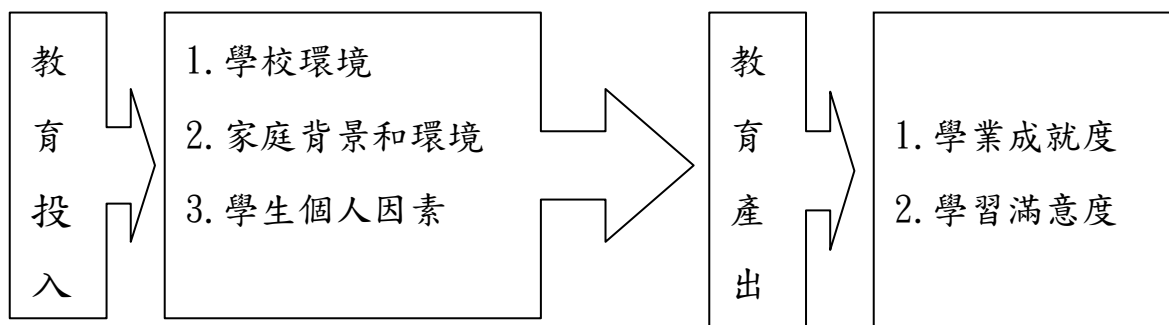 教育投入
1.學校環境
2.家庭背景和環境
3.學生個人因素
教育產出
1.學業成就度
2.學習滿意度